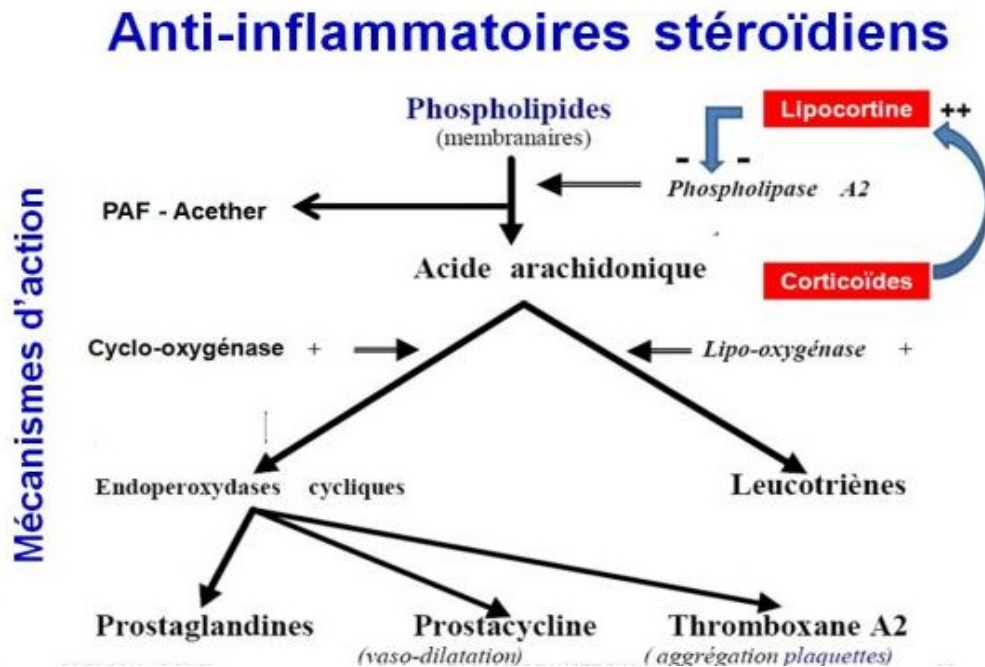 Anti-inflammatoires stéroïdiens
Mécanismes d'action
Phospholipides
(membranaires)
Lipocortine ++
- -
Phospholipase A2
PAF - Acether
Acide arachidonique
Corticoïdes
Cyclo-oxygénase +
Lipo-oxygénase +
Endoperoxydases cycliques
Leucotriènes
Prostaglandines
Prostacycline
(vaso-dilatation)
Thromboxane A2
(aggrégation plaquettes)